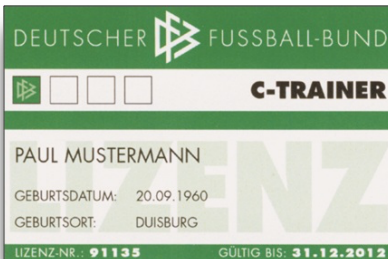 DEUTSCHER DFB FUSSBALL-BUND
C-TRAINER
LIZENZ
PAUL MUSTERMANN
GEBURTSDATUM: 20.09.1960
GEBURTSORT: DUISBURG
LIZENZ-NR.: 91135 GÜLTIG BIS: 31.12.2012